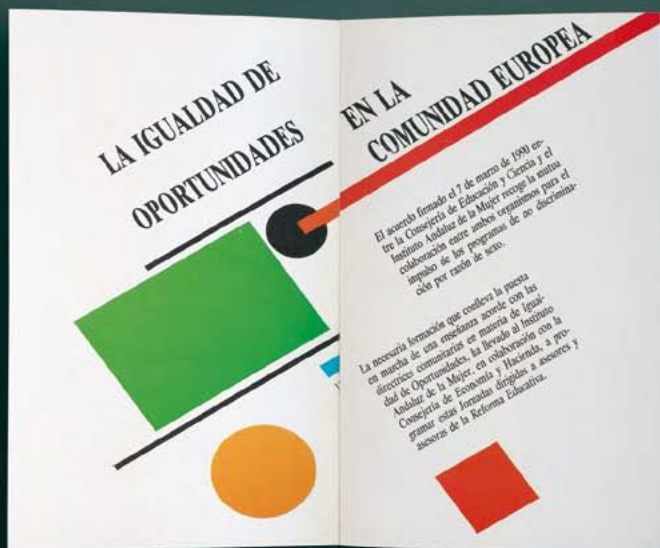 LA IGUALDAD DE
OPORTUNIDADES
EN LA
COMUNIDAD EUROPEA
El acuerdo firmado el 7 de marzo de 1990 en-
tre la Consejería de Educación y Ciencia y el
Instituto Andaluz de la Mujer recoge la mutua
colaboración entre ambos organismos para el
impulso de los programas de no discrimina-
ción por razón de sexo.
La necesaria formación que conlleva la puesta
en marcha de una enseñanza acorde con las
directrices comunitarias en materia de igual-
dad de Oportunidades, ha llevado al Instituto
Andaluz de la Mujer, en colaboración con la
Consejería de Economía y Hacienda, a pro-
gramar estas Jornadas dirigidas a asesores y
asesoras de la Reforma Educativa.